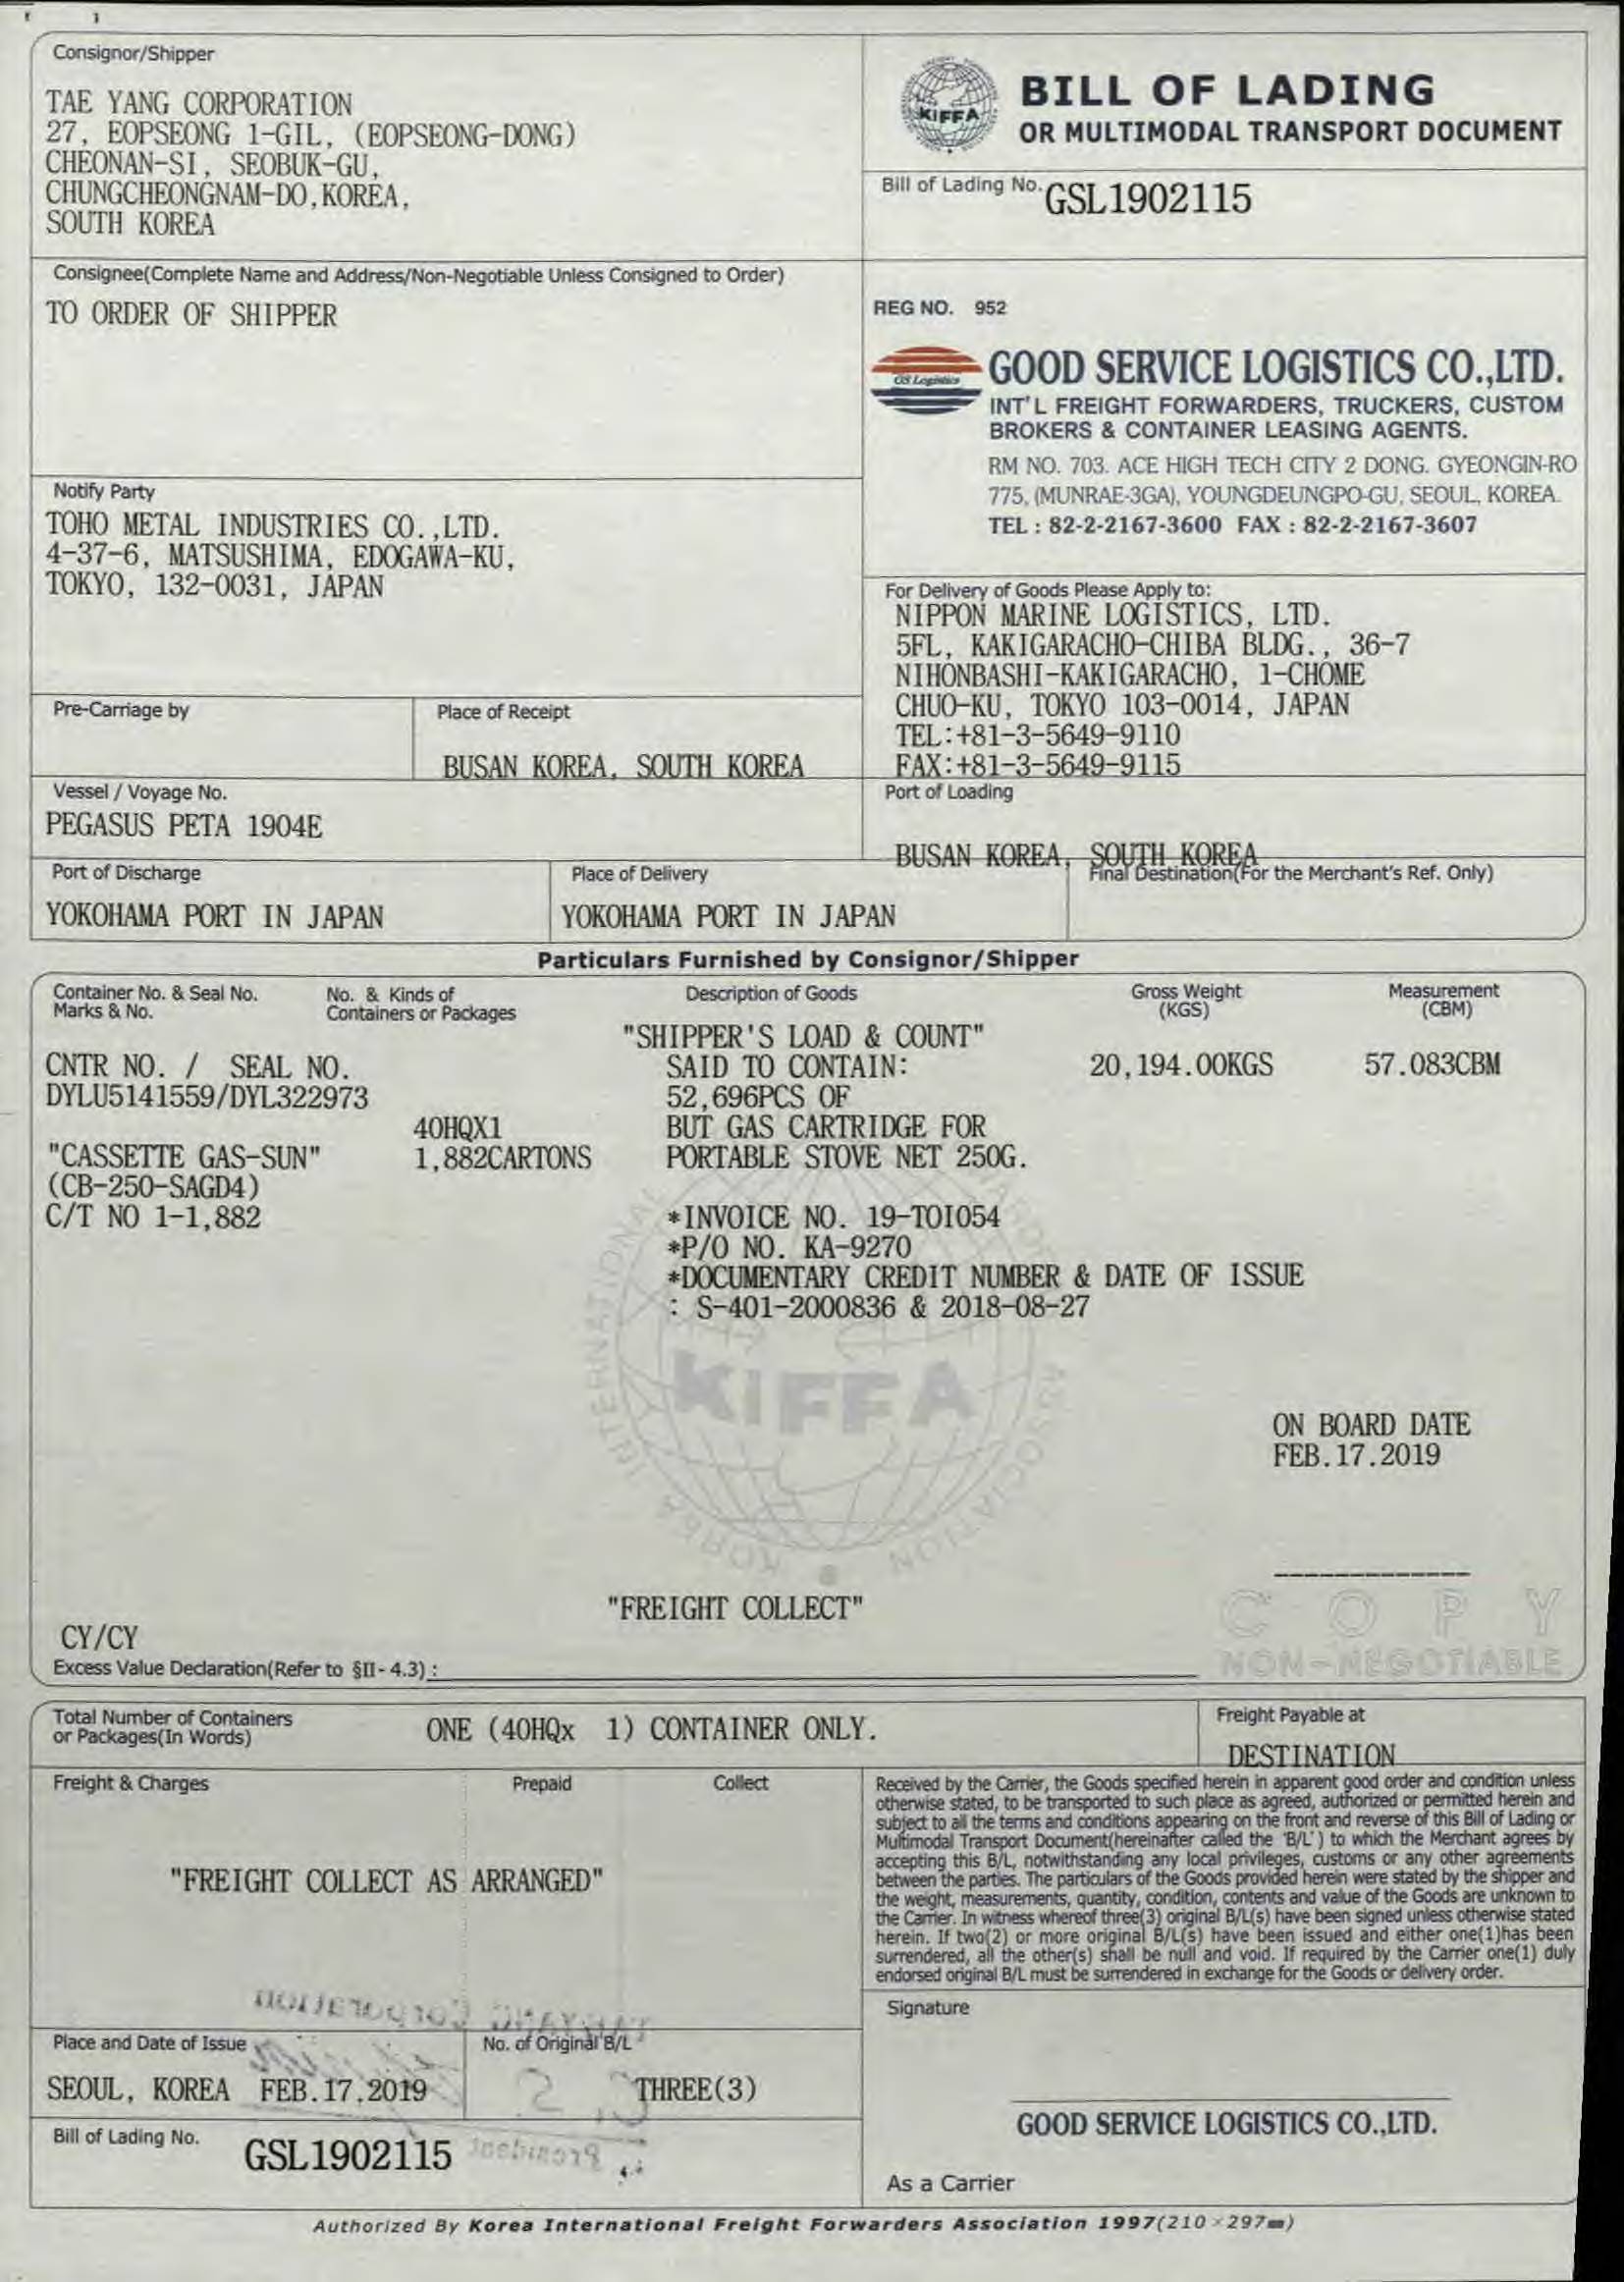 Consignor/Shipper
TAE YANG CORPORATION
27, EOPSEONG 1-GIL, (EOPSEONG-DONG)
CHEONAN-SI, SEOBUK-GU,
CHUNGCHEONGNAM-DO,KOREA,
SOUTH KOREA
KIFFA
BILL OF LADING
OR MULTIMODAL TRANSPORT DOCUMENT
Bill of Lading No. GSL1902115
Consignee(Complete Name and Address/Non-Negotiable Unless Consigned to Order)
TO ORDER OF SHIPPER
REG NO. 952
GS Logistics
GOOD SERVICE LOGISTICS CO.,LTD.
INT'L FREIGHT FORWARDERS, TRUCKERS, CUSTOM
BROKERS & CONTAINER LEASING AGENTS.
RM NO. 703. ACE HIGH TECH CITY 2 DONG. GYEONGIN-RO
775, (MUNRAE-3GA), YOUNGDEUNGPO-GU, SEOUL, KOREA.
TEL : 82-2-2167-3600 FAX : 82-2-2167-3607
Notify Party
TOHO METAL INDUSTRIES CO.,LTD.
4-37-6, MATSUSHIMA, EDOGAWA-KU,
TOKYO, 132-0031, JAPAN
For Delivery of Goods Please Apply to:
NIPPON MARINE LOGISTICS, LTD.
5FL, KAKIGARACHO-CHIBA BLDG., 36-7
NIHONBASHI-KAKIGARACHO, 1-CHOME
CHUO-KU, TOKYO 103-0014, JAPAN
TEL:+81-3-5649-9110
FAX:+81-3-5649-9115
Pre-Carriage by
Place of Receipt
BUSAN KOREA, SOUTH KOREA
Vessel / Voyage No.
PEGASUS PETA 1904E
Port of Loading
BUSAN KOREA, SOUTH KOREA
Port of Discharge
YOKOHAMA PORT IN JAPAN
Place of Delivery
YOKOHAMA PORT IN JAPAN
Final Destination(For the Merchant's Ref. Only)
Particulars Furnished by Consignor/Shipper
Container No. & Seal No.
Marks & No.
No. & Kinds of
Containers or Packages
Description of Goods
Gross Weight
(KGS)
Measurement
(CBM)
"SHIPPER'S LOAD & COUNT"
CNTR NO. / SEAL NO. SAID TO CONTAIN: 20,194.00KGS 57.083CBM
DYLU5141559/DYL322973 52,696PCS OF
40HQX1 BUT GAS CARTRIDGE FOR
"CASSETTE GAS-SUN" 1,882CARTONS PORTABLE STOVE NET 250G.
(CB-250-SAGD4)
C/T NO 1-1,882 *INVOICE NO. 19-TOI054
*P/O NO. KA-9270
*DOCUMENTARY CREDIT NUMBER & DATE OF ISSUE
: S-401-2000836 & 2018-08-27
KIFFA
KOREA INTERNATIONAL
ASSOCIATION
ON BOARD DATE
FEB.17.2019
"FREIGHT COLLECT"
COPY
NON-NEGOTIABLE
CY/CY
Excess Value Declaration(Refer to §II- 4.3) :
Total Number of Containers
or Packages(In Words)
ONE (40HQx 1) CONTAINER ONLY.
Freight Payable at
DESTINATION
Freight & Charges Prepaid Collect
"FREIGHT COLLECT AS ARRANGED"
Received by the Carrier, the Goods specified herein in apparent good order and condition unless
otherwise stated, to be transported to such place as agreed, authorized or permitted herein and
subject to all the terms and conditions appearing on the front and reverse of this Bill of Lading or
Multimodal Transport Document(hereinafter called the 'B/L') to which the Merchant agrees by
accepting this B/L, notwithstanding any local privileges, customs or any other agreements
between the parties. The particulars of the Goods provided herein were stated by the shipper and
the weight, measurements, quantity, condition, contents and value of the Goods are unknown to
the Carrier. In witness whereof three(3) original B/L(s) have been signed unless otherwise stated
herein. If two(2) or more original B/L(s) have been issued and either one(1)has been
surrendered, all the other(s) shall be null and void. If required by the Carrier one(1) duly
endorsed original B/L must be surrendered in exchange for the Goods or delivery order.
TAEYANG Corporation
Place and Date of Issue
SEOUL, KOREA FEB.17.2019
No. of Original B/L
THREE(3)
Signature
GOOD SERVICE LOGISTICS CO.,LTD.
Bill of Lading No. GSL1902115
President
As a Carrier
Authorized By Korea International Freight Forwarders Association 1997(210×297㎜)